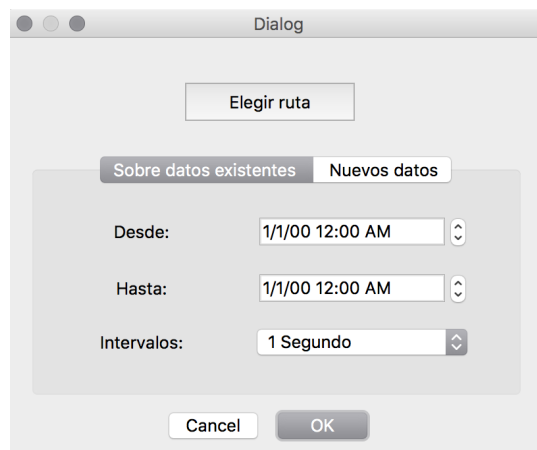 Dialog
Elegir ruta
Sobre datos existentes Nuevos datos
Desde: 1/1/00 12:00 AM
Hasta: 1/1/00 12:00 AM
Intervalos: 1 Segundo
Cancel OK